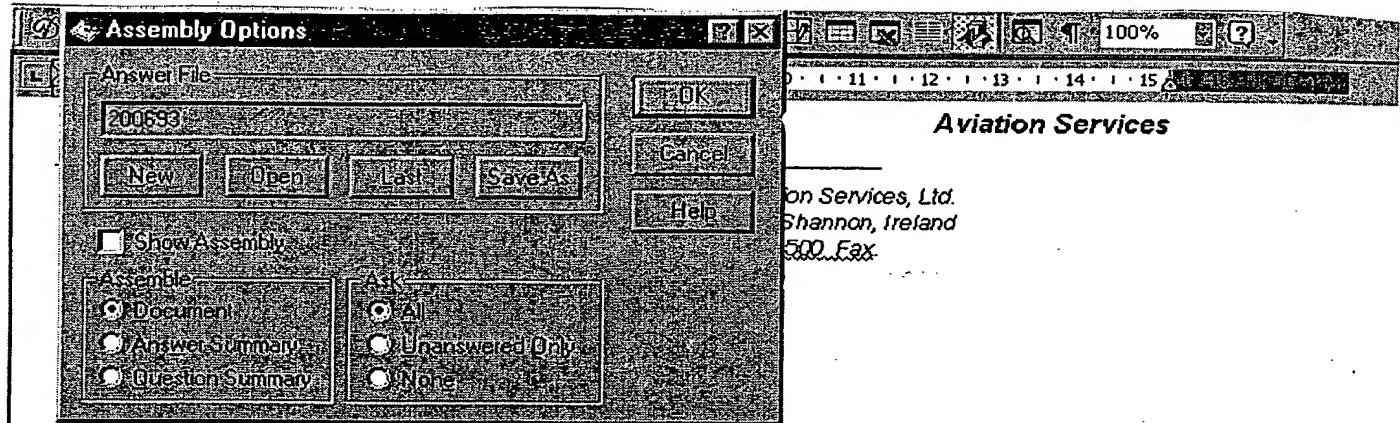 Assembly Options
100%
Answer File
OK
11 12 13 14 15
200693
Aviation Services
New Open Last Save As
Cancel
ion Services, Ltd.
Help
Shannon, Ireland
Show Assembly
500 Fax
Assemble
Ask
Document
All
Answer Summary
Unanswered Only
Question Summary
None